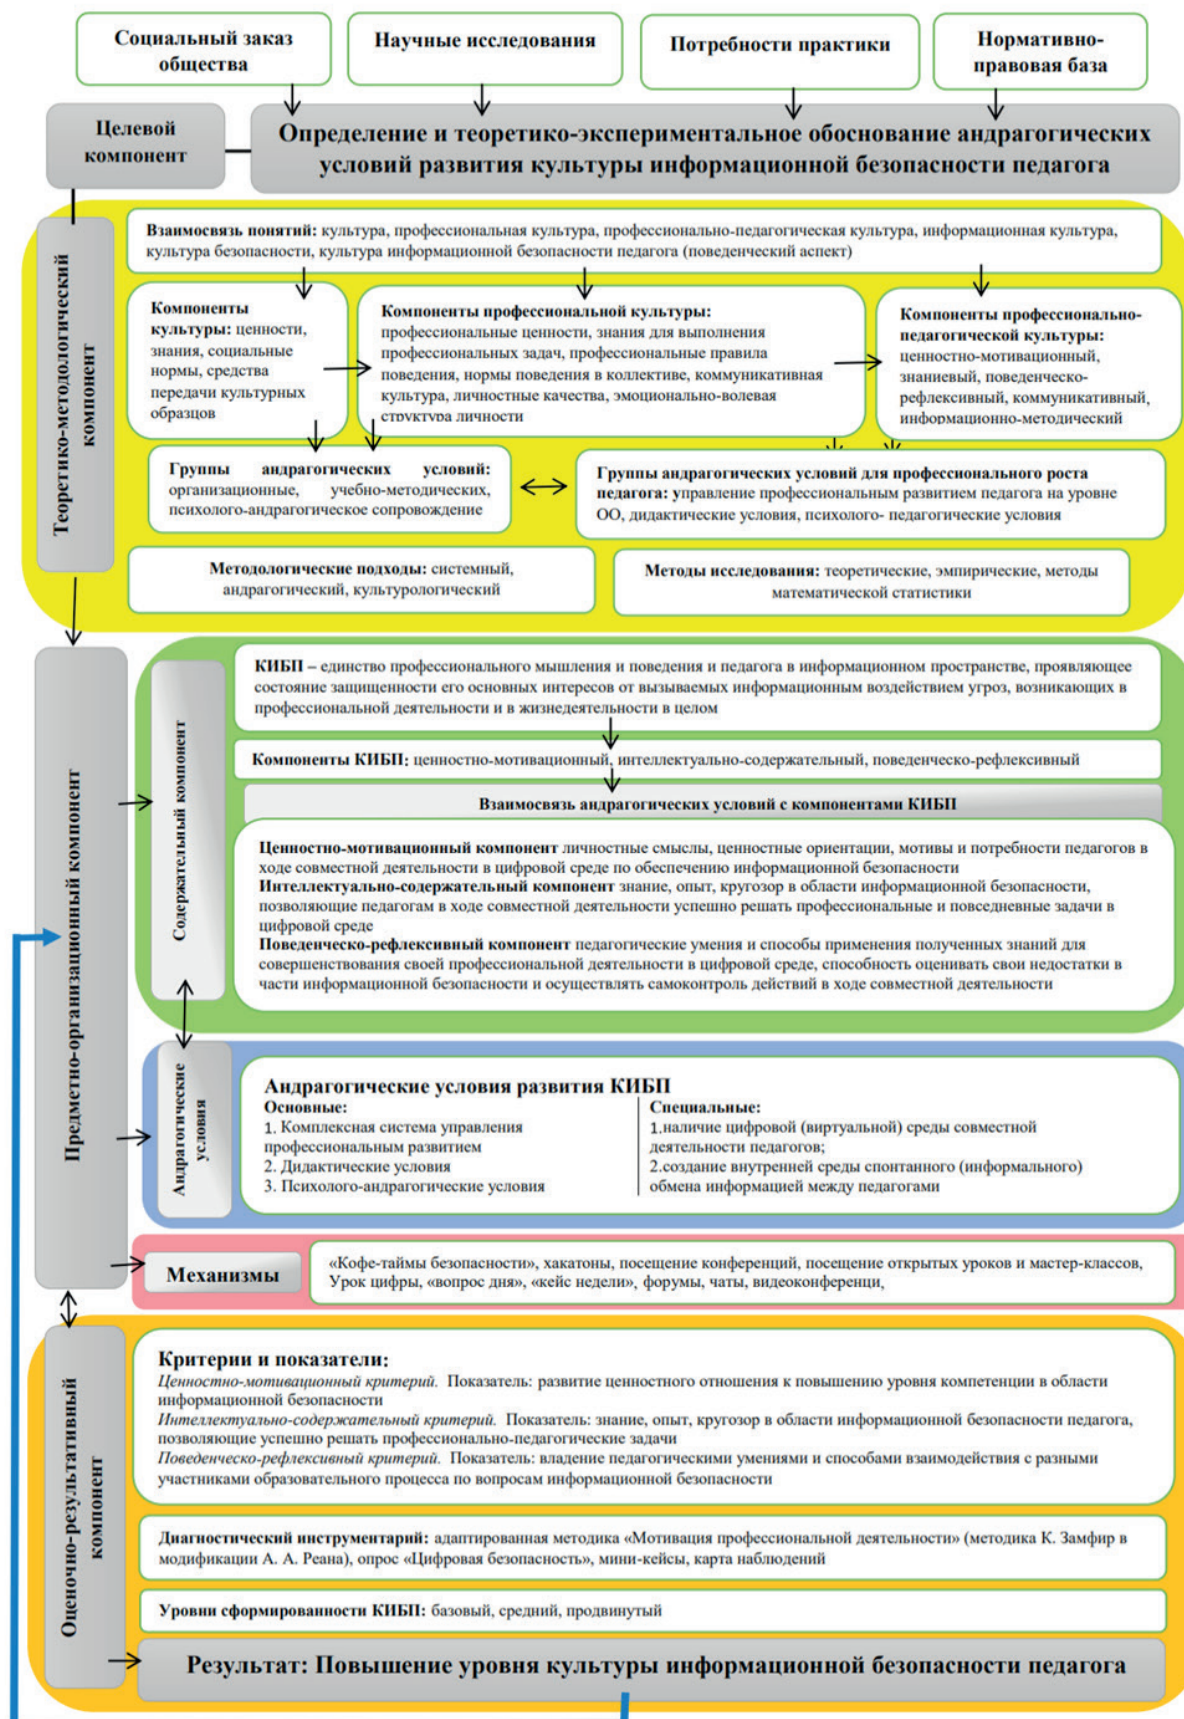 Социальный заказ
общества
Научные исследования
Потребности практики
Нормативно-
правовая база
Целевой
компонент
Определение и теоретико-экспериментальное обоснование андрагогических
условий развития культуры информационной безопасности педагога
Теоретико-методологический
компонент
Взаимосвязь понятий: культура, профессиональная культура, профессионально-педагогическая культура, информационная культура,
культура безопасности, культура информационной безопасности педагога (поведенческий аспект)
Компоненты
культуры: ценности,
знания, социальные
нормы, средства
передачи культурных
образцов
Компоненты профессиональной культуры:
профессиональные ценности, знания для выполнения
профессиональных задач, профессиональные правила
поведения, нормы поведения в коллективе, коммуникативная
культура, личностные качества, эмоционально-волевая
структура личности
Компоненты профессионально-
педагогической культуры:
ценностно-мотивационный,
знаниевый, поведенческо-
рефлексивный, коммуникативный,
информационно-методический
Группы андрагогических условий:
организационные, учебно-методических,
психолого-андрагогическое сопровождение
Группы андрагогических условий для профессионального роста
педагога: управление профессиональным развитием педагога на уровне
ОО, дидактические условия, психолого- педагогические условия
Методологические подходы: системный,
андрагогический, культурологический
Методы исследования: теоретические, эмпирические, методы
математической статистики
Предметно-организационный компонент
Содержательный компонент
КИБП – единство профессионального мышления и поведения и педагога в информационном пространстве, проявляющее
состояние защищенности его основных интересов от вызываемых информационным воздействием угроз, возникающих в
профессиональной деятельности и в жизнедеятельности в целом
Компоненты КИБП: ценностно-мотивационный, интеллектуально-содержательный, поведенческо-рефлексивный
Взаимосвязь андрагогических условий с компонентами КИБП
Ценностно-мотивационный компонент личностные смыслы, ценностные ориентации, мотивы и потребности педагогов в
ходе совместной деятельности в цифровой среде по обеспечению информационной безопасности
Интеллектуально-содержательный компонент знание, опыт, кругозор в области информационной безопасности,
позволяющие педагогам в ходе совместной деятельности успешно решать профессиональные и повседневные задачи в
цифровой среде
Поведенческо-рефлексивный компонент педагогические умения и способы применения полученных знаний для
совершенствования своей профессиональной деятельности в цифровой среде, способность оценивать свои недостатки в
части информационной безопасности и осуществлять самоконтроль действий в ходе совместной деятельности
Андрагогические
условия
Андрагогические условия развития КИБП
Основные:
1. Комплексная система управления
профессиональным развитием
2. Дидактические условия
3. Психолого-андрагогические условия
Специальные:
1.наличие цифровой (виртуальной) среды совместной
деятельности педагогов;
2.создание внутренней среды спонтанного (информального)
обмена информацией между педагогами
Механизмы
«Кофе-таймы безопасности», хакатоны, посещение конференций, посещение открытых уроков и мастер-классов,
Урок цифры, «вопрос дня», «кейс недели», форумы, чаты, видеоконференци,
Оценочно-результативный
компонент
Критерии и показатели:
Ценностно-мотивационный критерий. Показатель: развитие ценностного отношения к повышению уровня компетенции в области
информационной безопасности
Интеллектуально-содержательный критерий. Показатель: знание, опыт, кругозор в области информационной безопасности педагога,
позволяющие успешно решать профессионально-педагогические задачи
Поведенческо-рефлексивный критерий. Показатель: владение педагогическими умениями и способами взаимодействия с разными
участниками образовательного процесса по вопросам информационной безопасности
Диагностический инструментарий: адаптированная методика «Мотивация профессиональной деятельности» (методика К. Замфир в
модификации А. А. Реана), опрос «Цифровая безопасность», мини-кейсы, карта наблюдений
Уровни сформированности КИБП: базовый, средний, продвинутый
Результат: Повышение уровня культуры информационной безопасности педагога